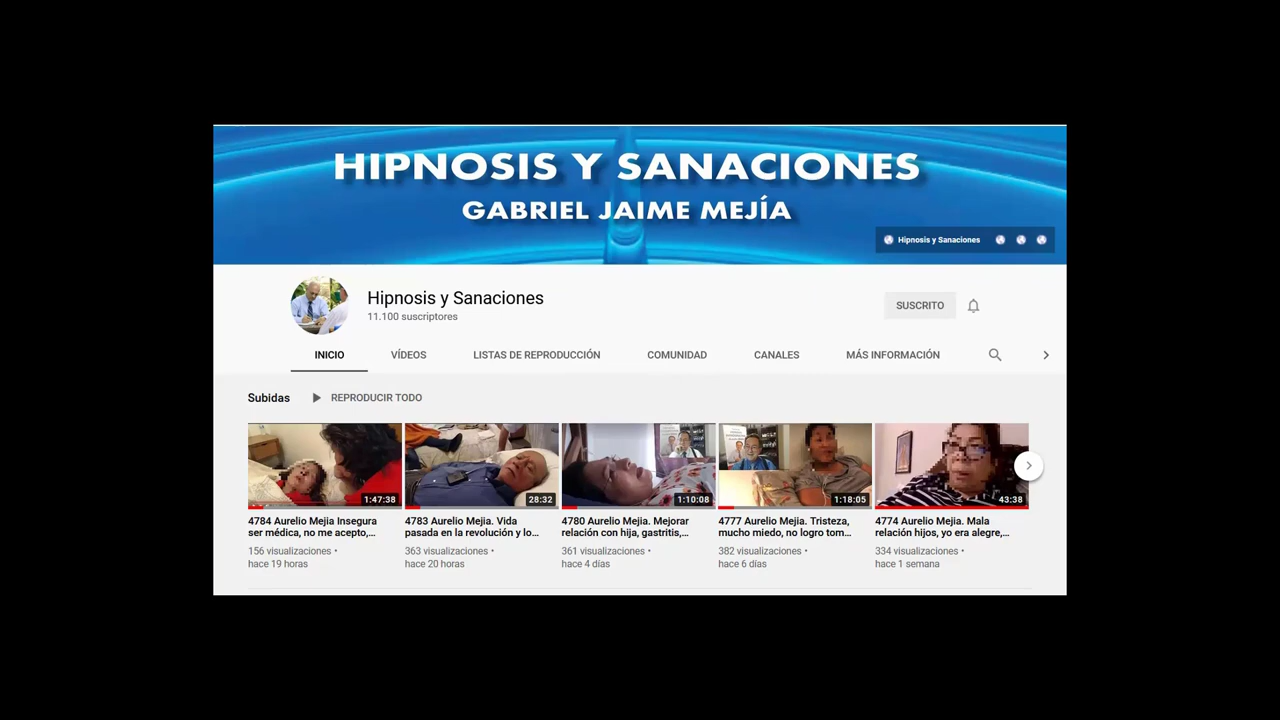 HIPNOSIS Y SANACIONES
GABRIEL JAIME MEJÍA
Hipnosis y Sanaciones
Hipnosis y Sanaciones
11.100 suscriptores
SUSCRITO
INICIO VÍDEOS LISTAS DE REPRODUCCIÓN COMUNIDAD CANALES MÁS INFORMACIÓN
Subidas REPRODUCIR TODO
1:47:38 28:32 1:10:08 1:18:05 43:38
4784 Aurelio Mejia Insegura
ser médica, no me acepto,...
156 visualizaciones •
hace 19 horas
4783 Aurelio Mejia. Vida
pasada en la revolución y lo...
363 visualizaciones •
hace 20 horas
4780 Aurelio Mejia. Mejorar
relación con hija, gastritis,...
361 visualizaciones •
hace 4 días
4777 Aurelio Mejia. Tristeza,
mucho miedo, no logro tom...
382 visualizaciones •
hace 6 días
4774 Aurelio Mejia. Mala
relación hijos, yo era alegre,...
334 visualizaciones •
hace 1 semana